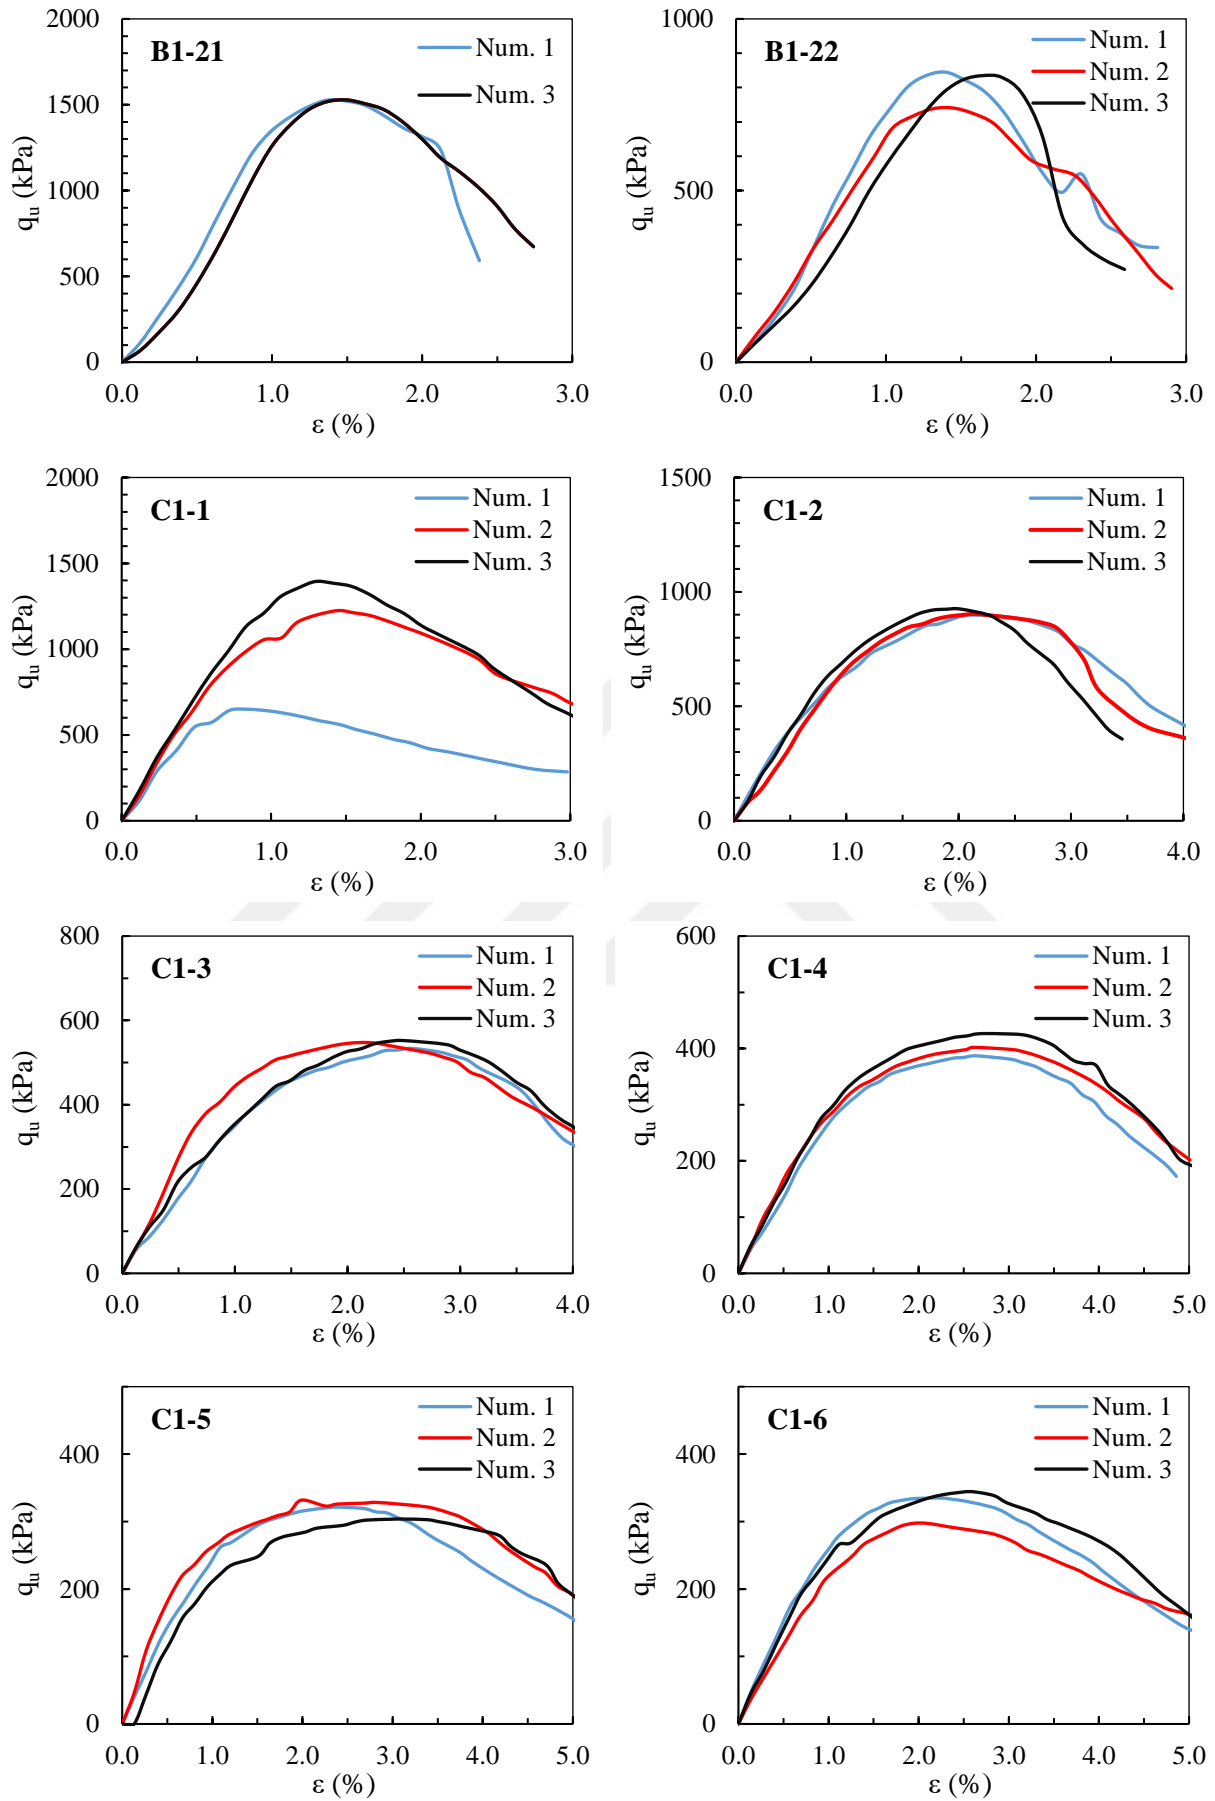 2000
1500
1000
500
0
qu (kPa)
B1-21
Num. 1
Num. 3
0.0 1.0 2.0 3.0
ε (%)
1000
500
0
qu (kPa)
B1-22
Num. 1
Num. 2
Num. 3
0.0 1.0 2.0 3.0
ε (%)
2000
1500
1000
500
0
qu (kPa)
C1-1
Num. 1
Num. 2
Num. 3
0.0 1.0 2.0 3.0
ε (%)
1500
1000
500
0
qu (kPa)
C1-2
Num. 1
Num. 2
Num. 3
0.0 1.0 2.0 3.0 4.0
ε (%)
800
600
400
200
0
qu (kPa)
C1-3
Num. 1
Num. 2
Num. 3
0.0 1.0 2.0 3.0 4.0
ε (%)
600
400
200
0
qu (kPa)
C1-4
Num. 1
Num. 2
Num. 3
0.0 1.0 2.0 3.0 4.0 5.0
ε (%)
400
200
0
qu (kPa)
C1-5
Num. 1
Num. 2
Num. 3
0.0 1.0 2.0 3.0 4.0 5.0
ε (%)
400
200
0
qu (kPa)
C1-6
Num. 1
Num. 2
Num. 3
0.0 1.0 2.0 3.0 4.0 5.0
ε (%)